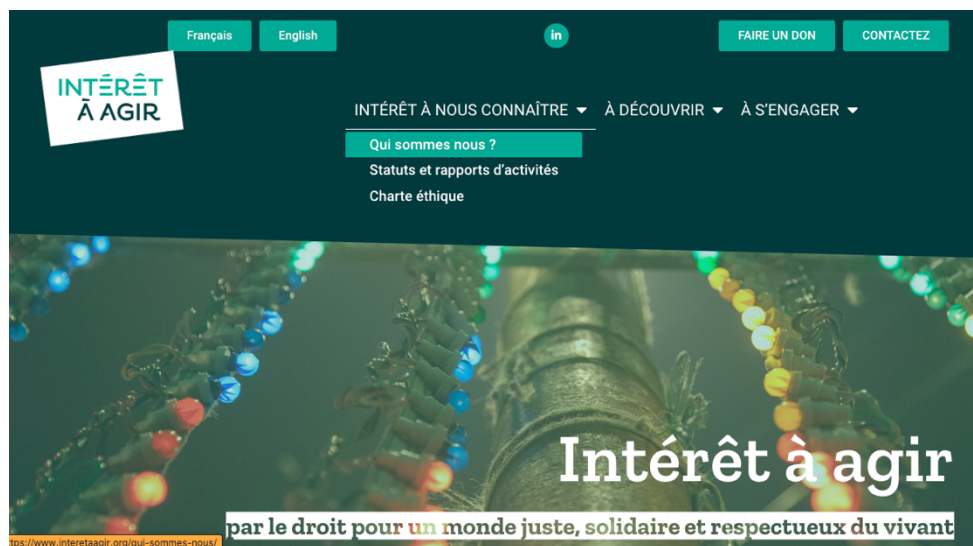 Français English FAIRE UN DON CONTACTEZ
in
INTÉRÊT
À AGIR
INTÉRÊT À NOUS CONNAÎTRE À DÉCOUVRIR À S'ENGAGER
Qui sommes nous ?
Statuts et rapports d'activités
Charte éthique
Intérêt à agir
par le droit pour un monde juste, solidaire et respectueux du vivant
ttps://www.interetaagir.org/qui-sommes-nous/